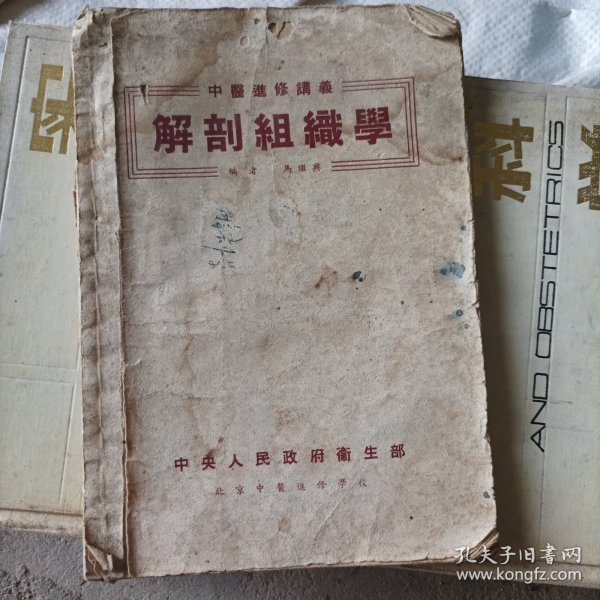 中醫進修講義
解剖組織學
編者 馬繼興
中央人民政府衛生部
北京中醫進修學校
科
AND OBSTETRICS
孔夫子旧书网
www.kongfz.com